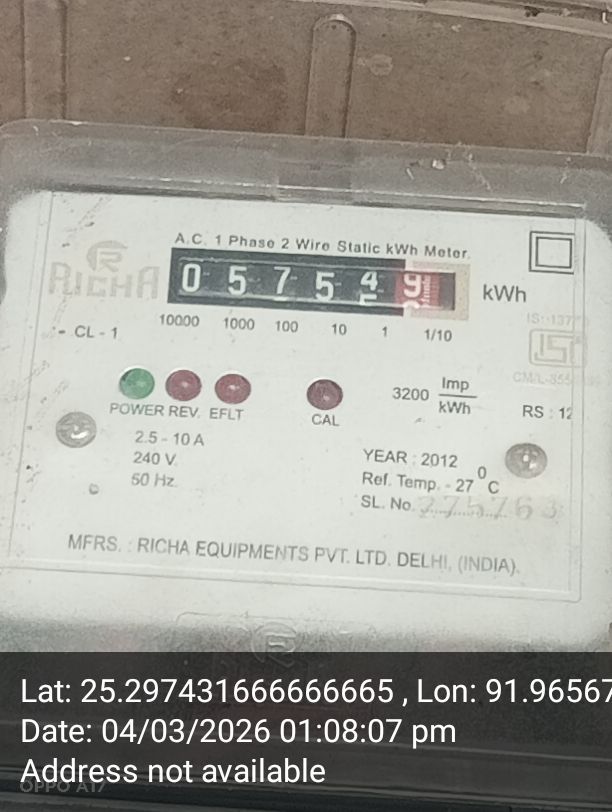 A.C. 1 Phase 2 Wire Static kWh Meter.
RICHA
0 5 7 5 4 9 kWh
10000 1000 100 10 1 1/10
CL - 1
POWER REV. EFLT
CAL
3200 Imp
kWh
RS : 12
2.5 - 10 A
240 V.
50 Hz.
YEAR : 2012
Ref. Temp. - 27 0 C
SL. No.
MFRS. : RICHA EQUIPMENTS PVT. LTD. DELHI, (INDIA).
Lat: 25.297431666666665 , Lon: 91.96567
Date: 04/03/2026 01:08:07 pm
Address not available
OPPO A17